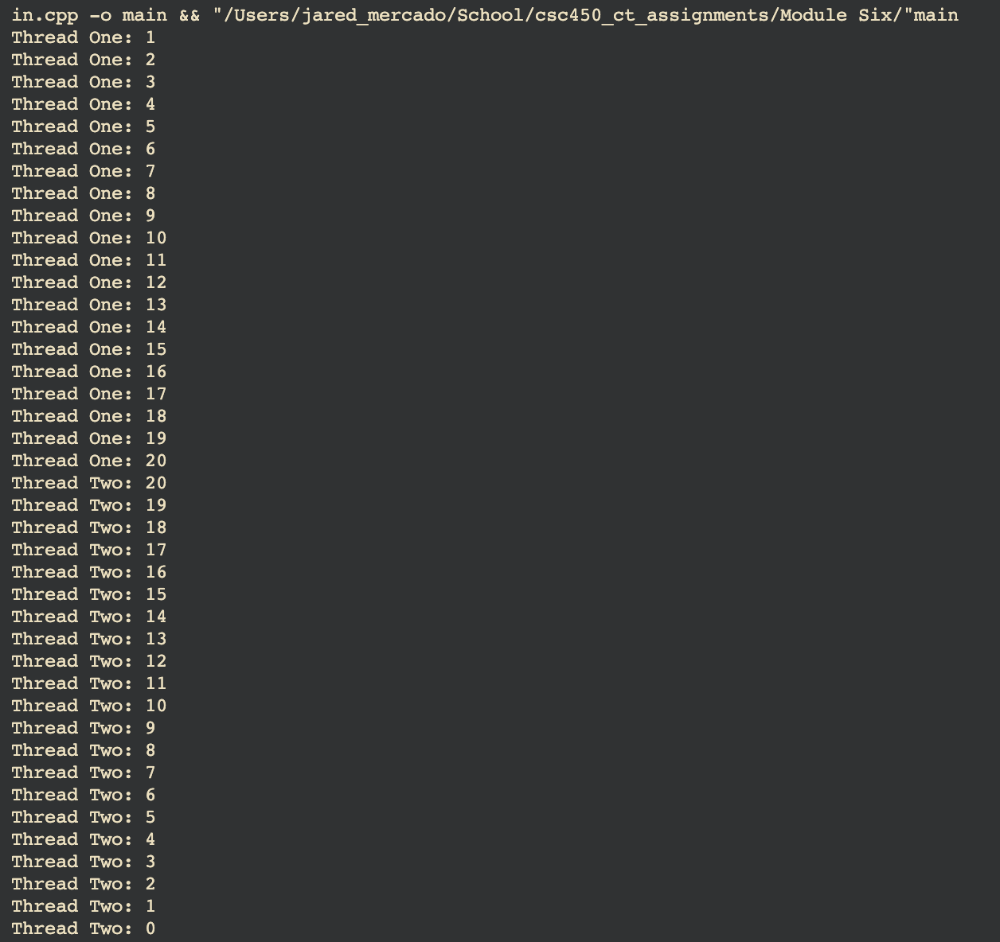 in.cpp -o main && "/Users/jared_mercado/School/csc450_ct_assignments/Module Six/"main
Thread One: 1
Thread One: 2
Thread One: 3
Thread One: 4
Thread One: 5
Thread One: 6
Thread One: 7
Thread One: 8
Thread One: 9
Thread One: 10
Thread One: 11
Thread One: 12
Thread One: 13
Thread One: 14
Thread One: 15
Thread One: 16
Thread One: 17
Thread One: 18
Thread One: 19
Thread One: 20
Thread Two: 20
Thread Two: 19
Thread Two: 18
Thread Two: 17
Thread Two: 16
Thread Two: 15
Thread Two: 14
Thread Two: 13
Thread Two: 12
Thread Two: 11
Thread Two: 10
Thread Two: 9
Thread Two: 8
Thread Two: 7
Thread Two: 6
Thread Two: 5
Thread Two: 4
Thread Two: 3
Thread Two: 2
Thread Two: 1
Thread Two: 0